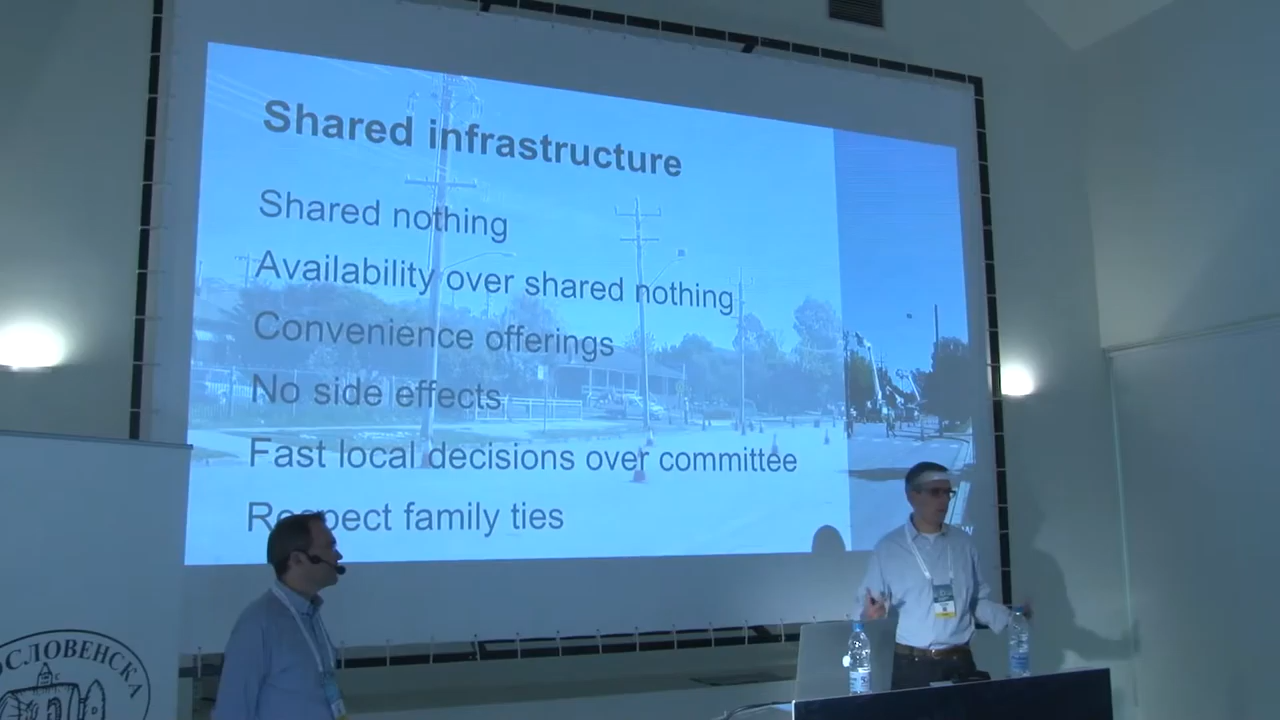 Shared infrastructure
Shared nothing
Availability over shared nothing
Convenience offerings
No side effects
Fast local decisions over committee
Respect family ties
ОСЛОВЕНСКА